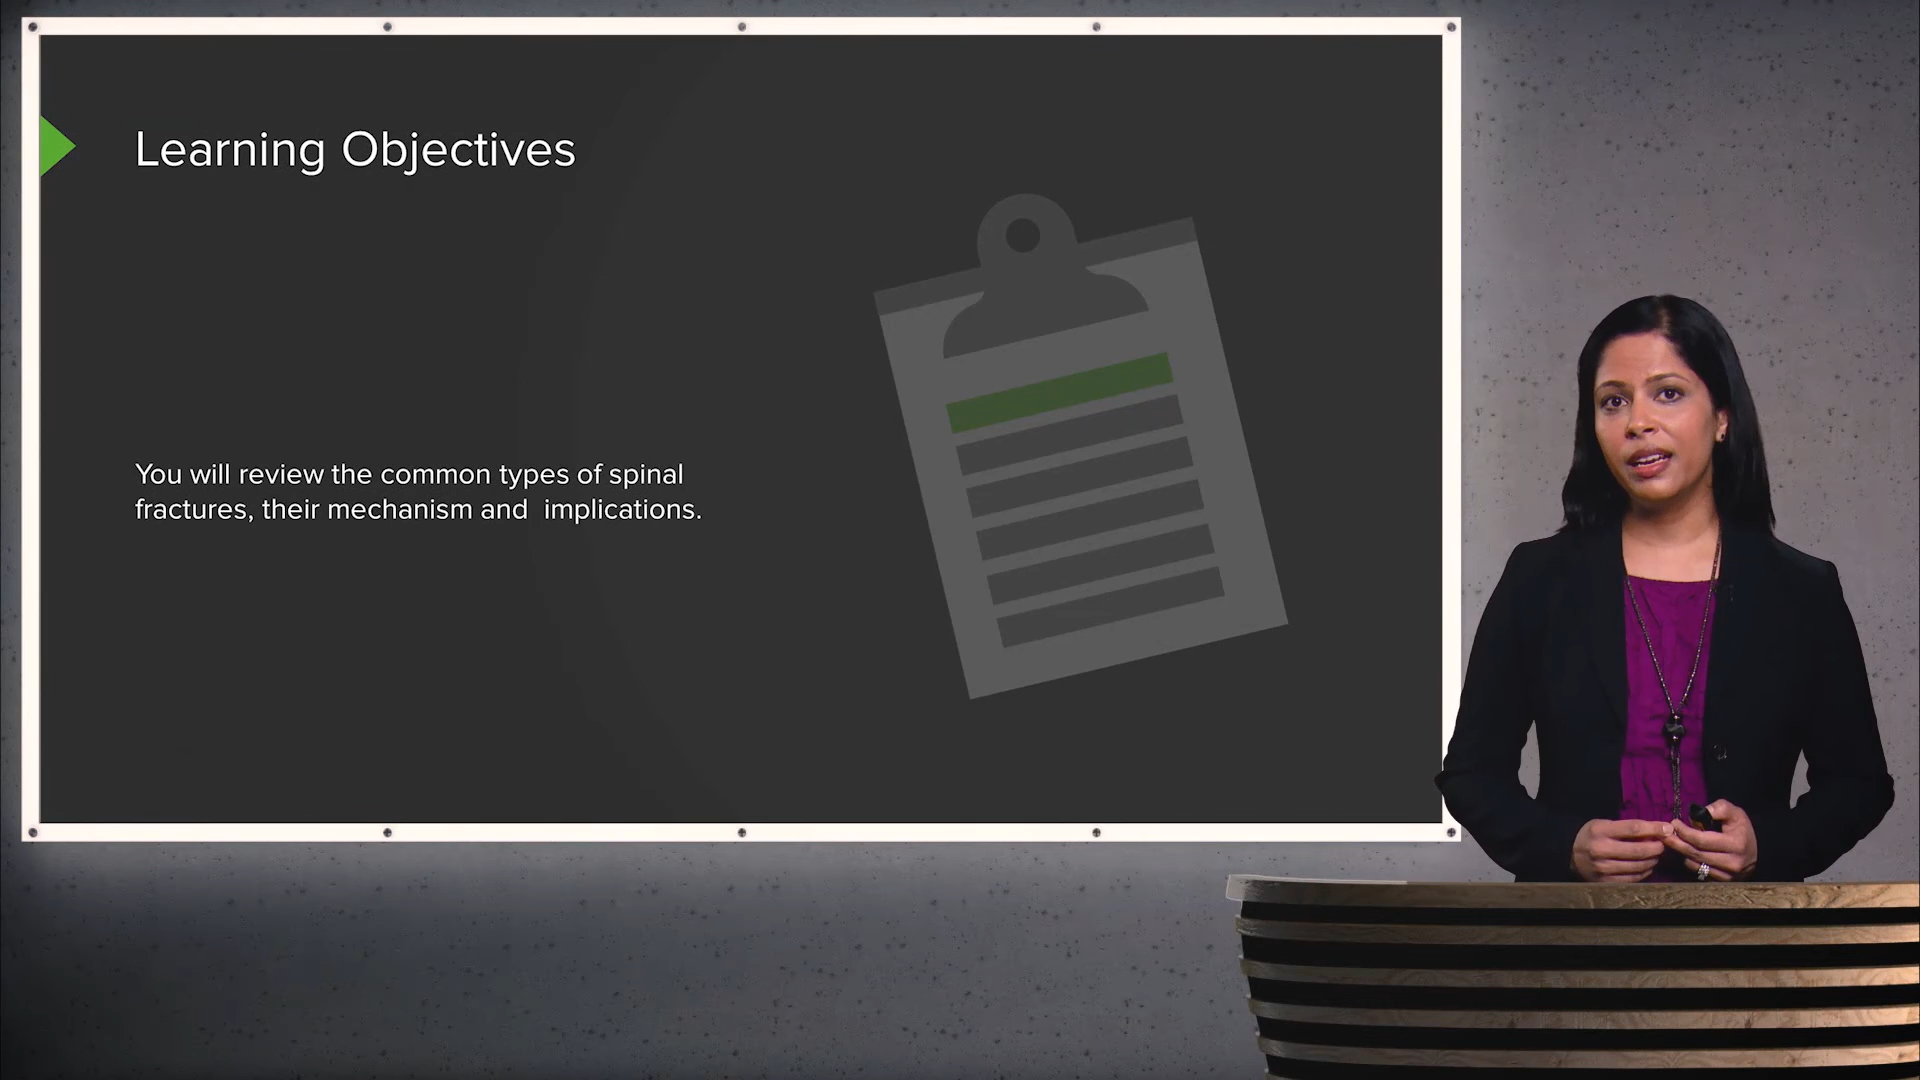 Learning Objectives
You will review the common types of spinal
fractures, their mechanism and  implications.